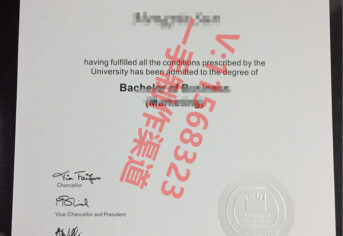 having fulfilled all the conditions prescribed by the
University has been admitted to the degree of
Bachelor of Business
V:11568323
一手制作渠道
Chancellor
Vice-Chancellor and President